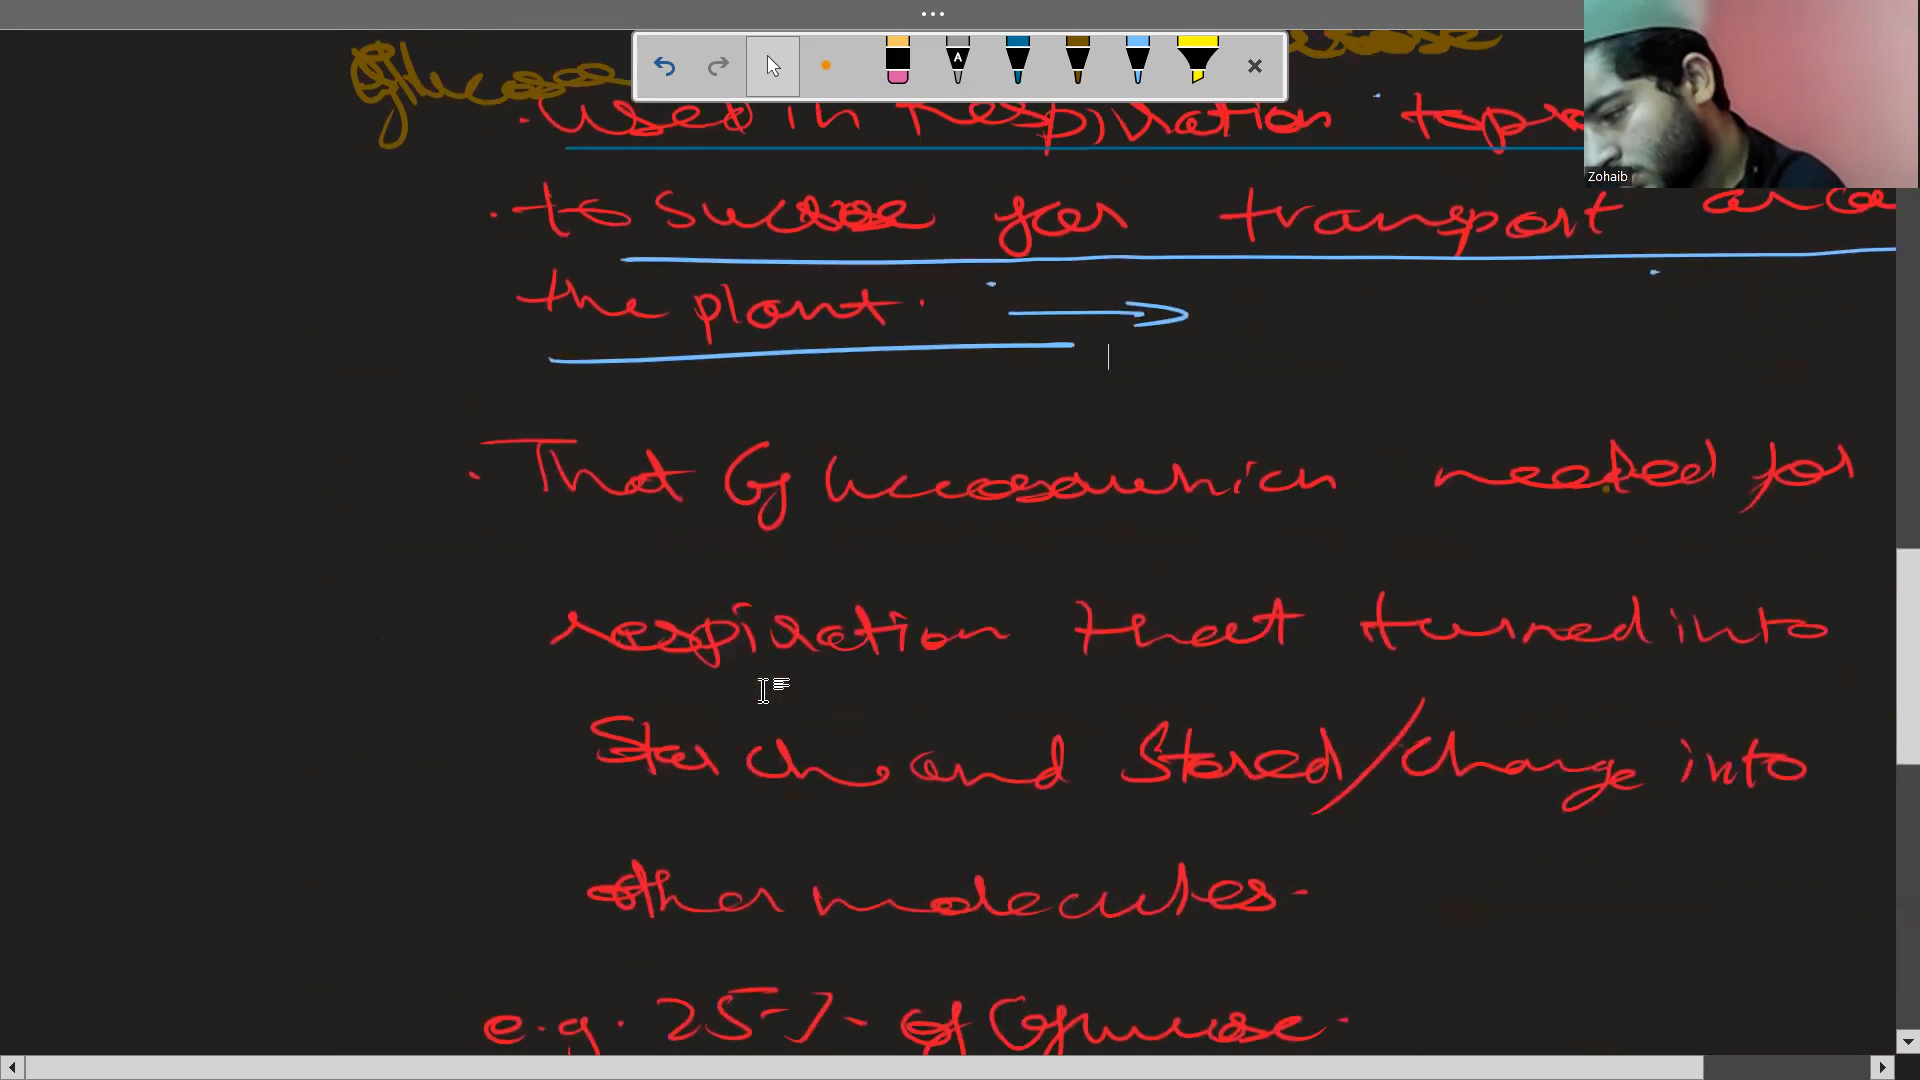 Glucose
• Used in Respiration to
Zohaib
• to Sucrose for transport
the plant.
• That Glucose which needed for
respiration that turned into
Starch and Stored/change into
other molecules.
e.g. 25% of Glucose.